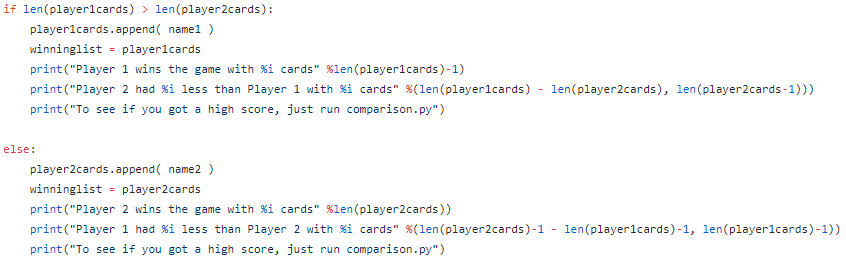 if len(player1cards) > len(player2cards):
    player1cards.append( name1 )
    winninglist = player1cards
    print("Player 1 wins the game with %i cards" %len(player1cards)-1)
    print("Player 2 had %i less than Player 1 with %i cards" %(len(player1cards) - len(player2cards), len(player2cards-1)))
    print("To see if you got a high score, just run comparison.py")

else:
    player2cards.append( name2 )
    winninglist = player2cards
    print("Player 2 wins the game with %i cards" %len(player2cards))
    print("Player 1 had %i less than Player 2 with %i cards" %(len(player2cards)-1 - len(player1cards)-1, len(player1cards)-1))
    print("To see if you got a high score, just run comparison.py")